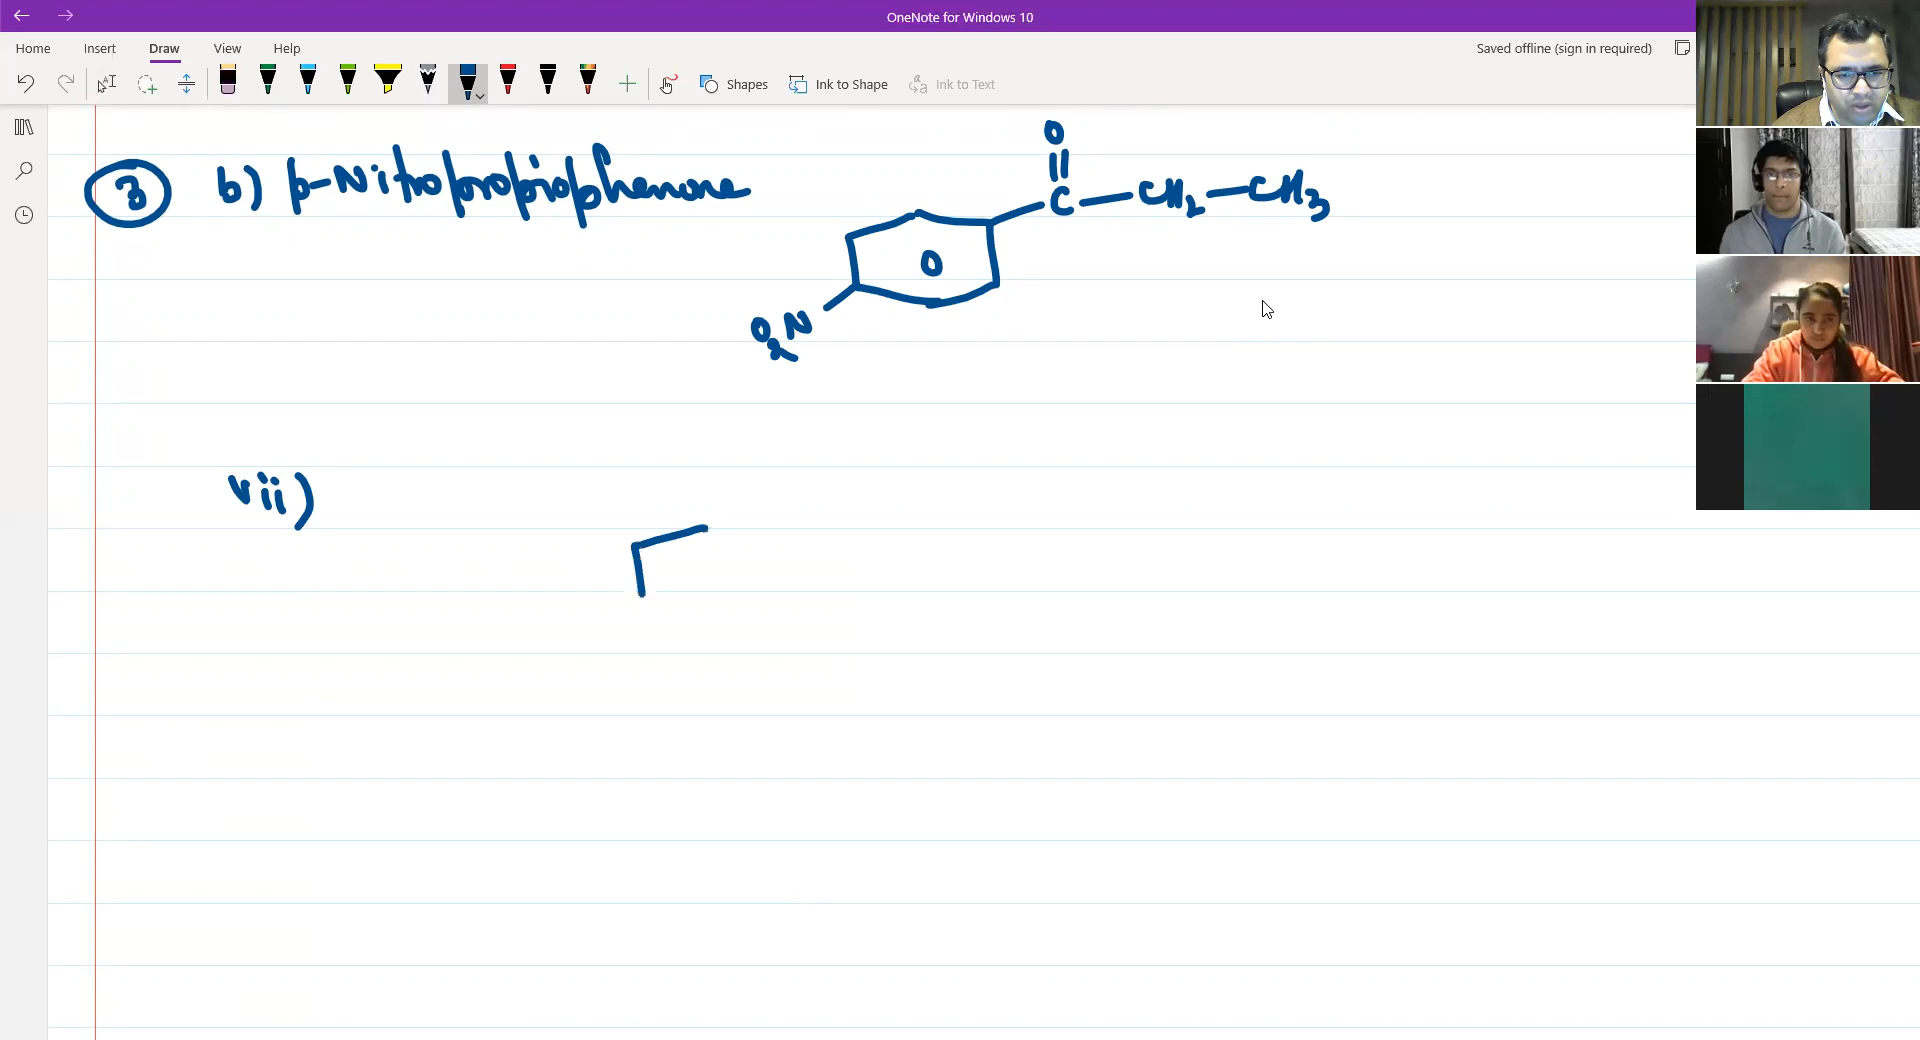 OneNote for Windows 10
Home Insert Draw View Help
Saved offline (sign in required)
Shapes Ink to Shape Ink to Text
3 b) p-Nitropropiophenone
O
C - CH2 - CH3
O
O2N
vii)